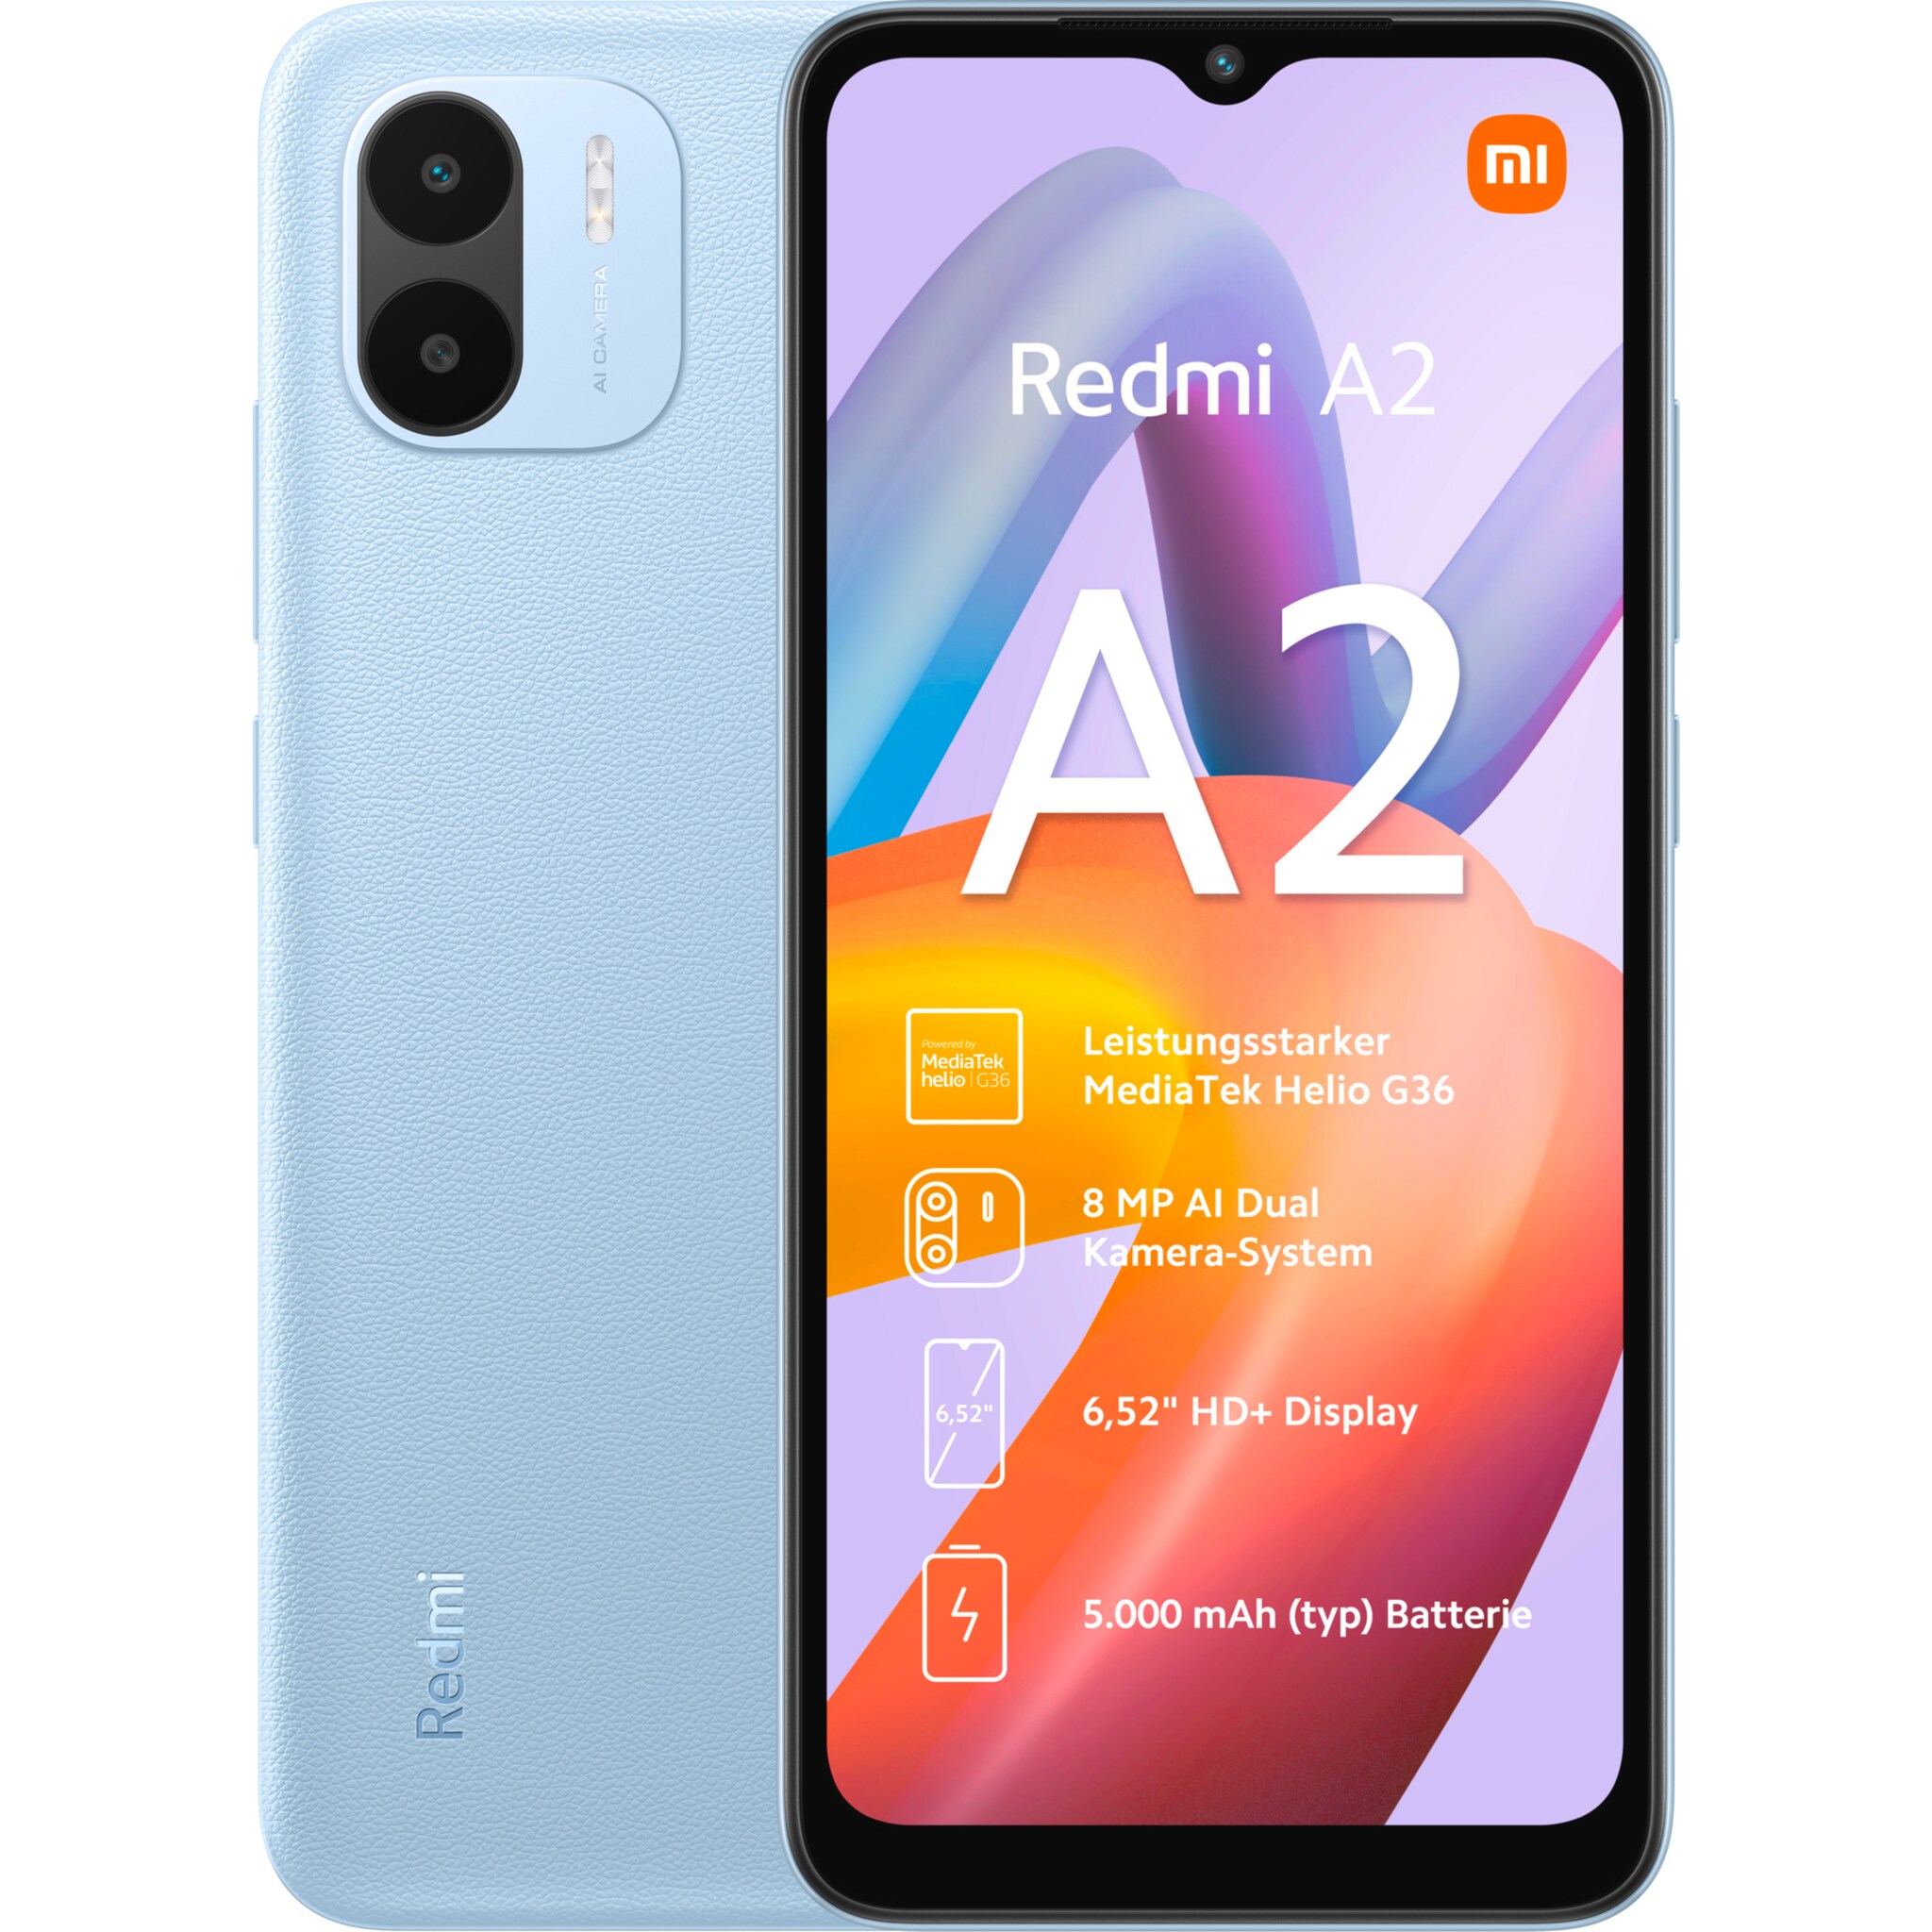 AI CAMERA
Redmi
mi
Redmi A2
A2
Powered by
MediaTek
helio | G36
Leistungsstarker
MediaTek Helio G36
8 MP AI Dual
Kamera-System
6,52"
6,52" HD+ Display
5.000 mAh (typ) Batterie